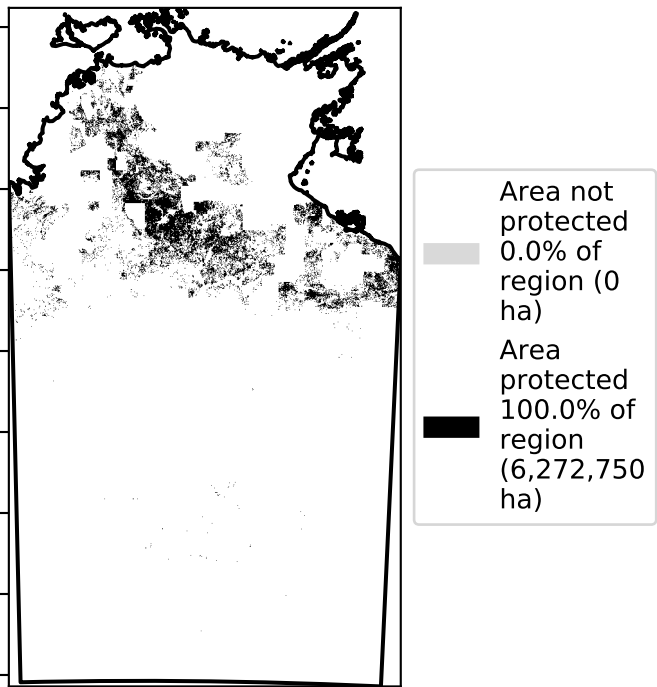 Area not
protected
0.0% of
region (0
ha)
Area
protected
100.0% of
region
(6,272,750
ha)